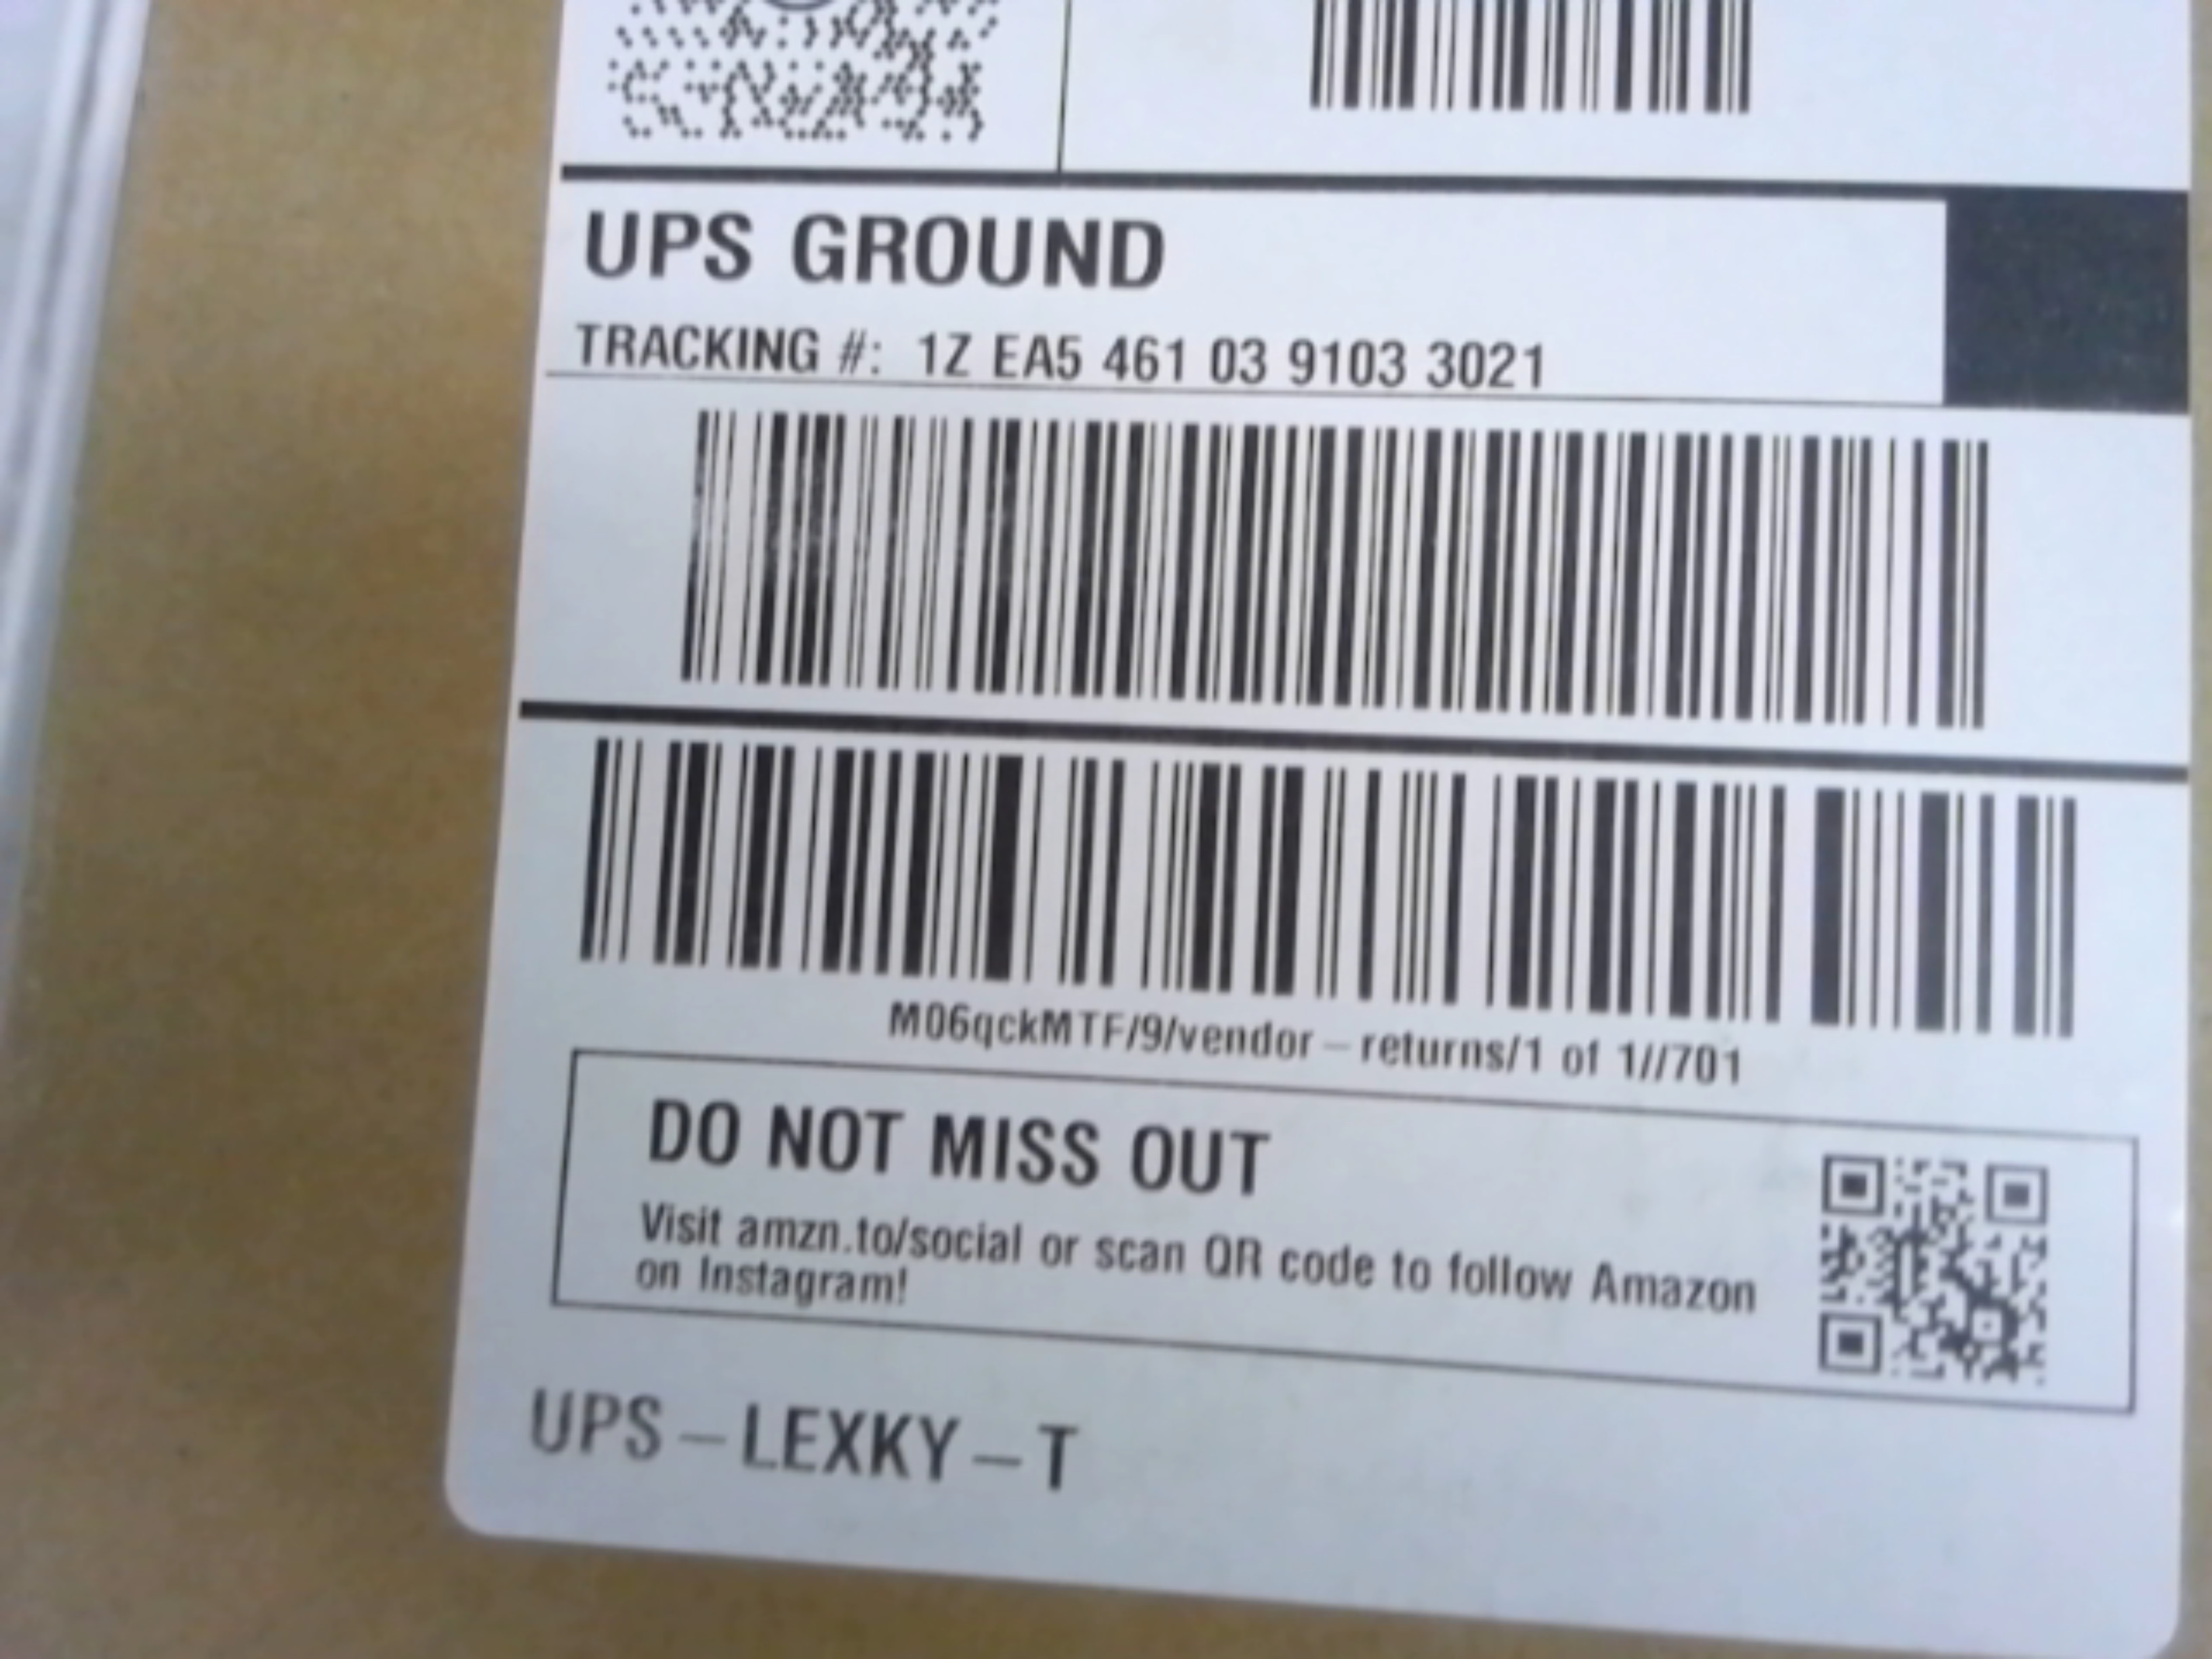 UPS GROUND
TRACKING #: 1Z EA5 461 03 9103 3021
M06qckMTF/9/vendor-returns/1 of 1//701
DO NOT MISS OUT
Visit amzn.to/social or scan QR code to follow Amazon
on Instagram!
UPS-LEXKY-T